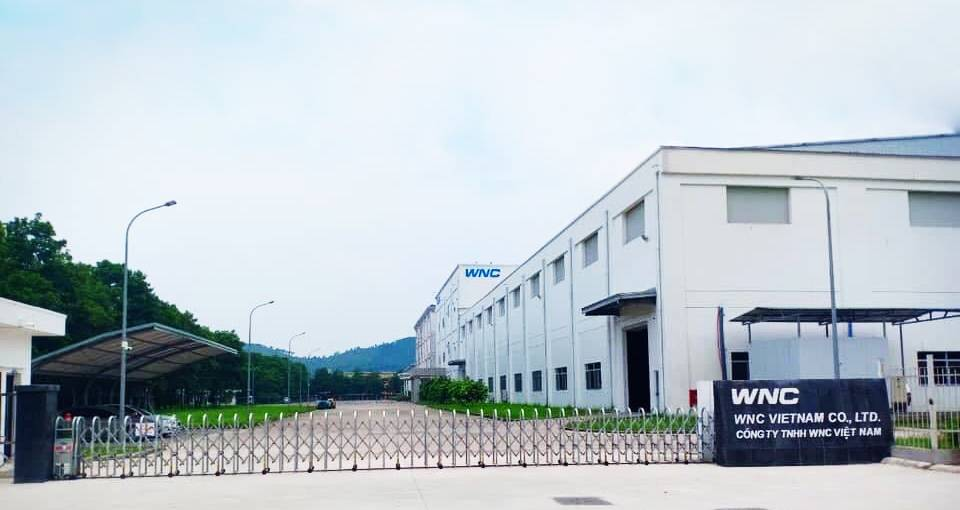 WNC
WNC
WNC VIETNAM CO., LTD.
CÔNG TY TNHH WNC VIỆT NAM